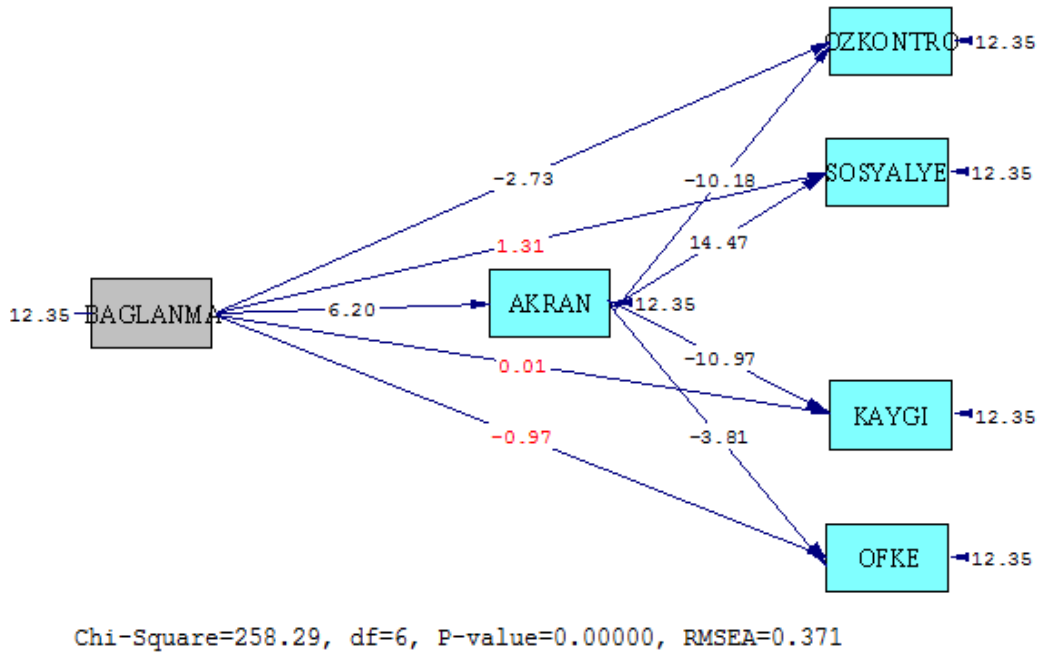 OZKONTRO
12.35
-2.73
-10.18
SOSYALYE
12.35
1.31
14.47
12.35
BAGLANMA
6.20
AKRAN
12.35
0.01
-10.97
KAYGI
12.35
-0.97
-3.81
OFKE
12.35
Chi-Square=258.29, df=6, P-value=0.00000, RMSEA=0.371